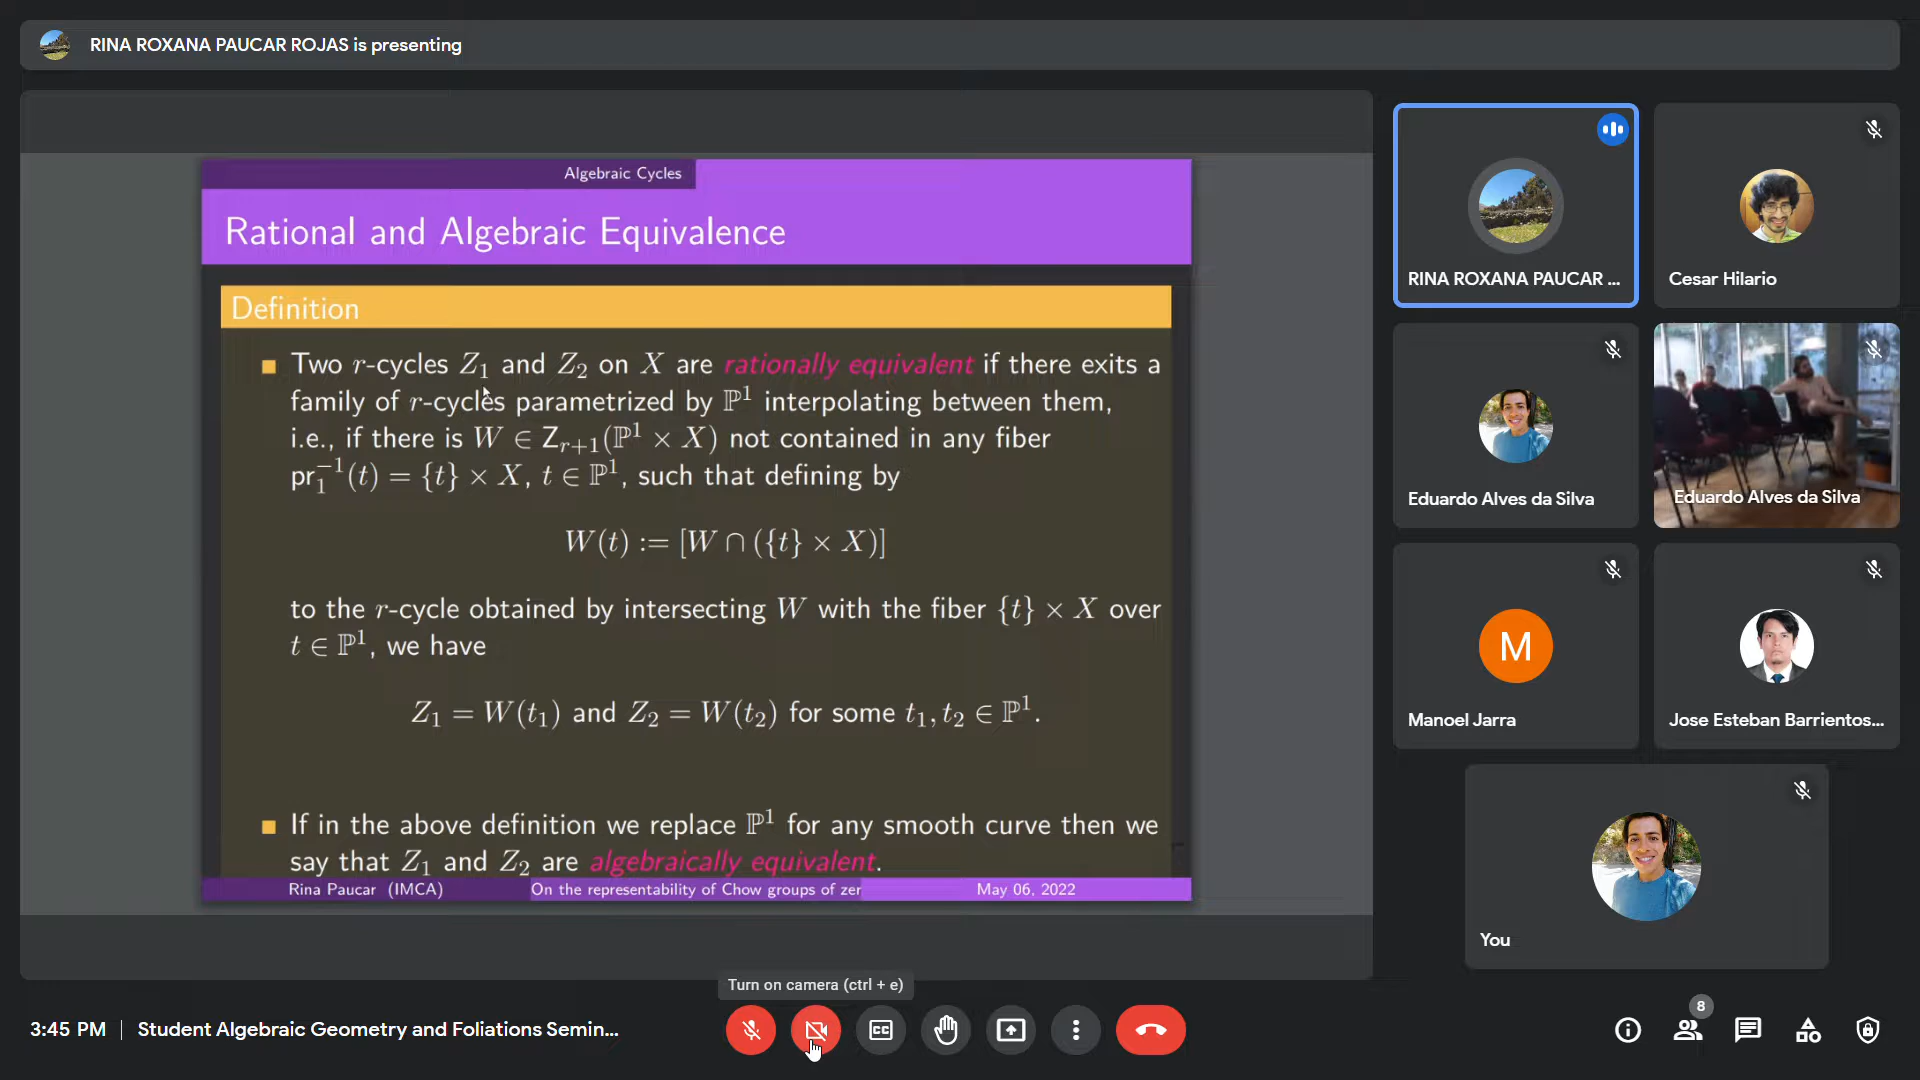 RINA ROXANA PAUCAR ROJAS is presenting
Algebraic Cycles
Rational and Algebraic Equivalence
Definition
Two r-cycles Z₁ and Z₂ on X are rationally equivalent if there exits a
family of r-cycles parametrized by ℙ¹ interpolating between them,
i.e., if there is W ∈ Z_{r+1}(ℙ¹ × X) not contained in any fiber
pr₁⁻¹(t) = {t} × X, t ∈ ℙ¹, such that defining by
W(t) := [W ∩ ({t} × X)]
to the r-cycle obtained by intersecting W with the fiber {t} × X over
t ∈ ℙ¹, we have
Z₁ = W(t₁) and Z₂ = W(t₂) for some t₁, t₂ ∈ ℙ¹.
If in the above definition we replace ℙ¹ for any smooth curve then we
say that Z₁ and Z₂ are algebraically equivalent.
Rina Paucar (IMCA) On the representability of Chow groups of zer May 06, 2022
RINA ROXANA PAUCAR ...
Cesar Hilario
Eduardo Alves da Silva
Eduardo Alves da Silva
M
Manoel Jarra
Jose Esteban Barrientos...
You
Turn on camera (ctrl + e)
3:45 PM | Student Algebraic Geometry and Foliations Semin...
CC
8